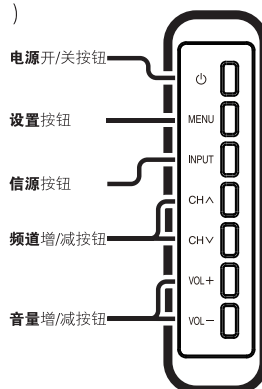 )
电源开/关按钮
⏻
设置按钮
MENU
信源按钮
INPUT
频道增/减按钮
CH∧
CH∨
音量增/减按钮
VOL+
VOL−